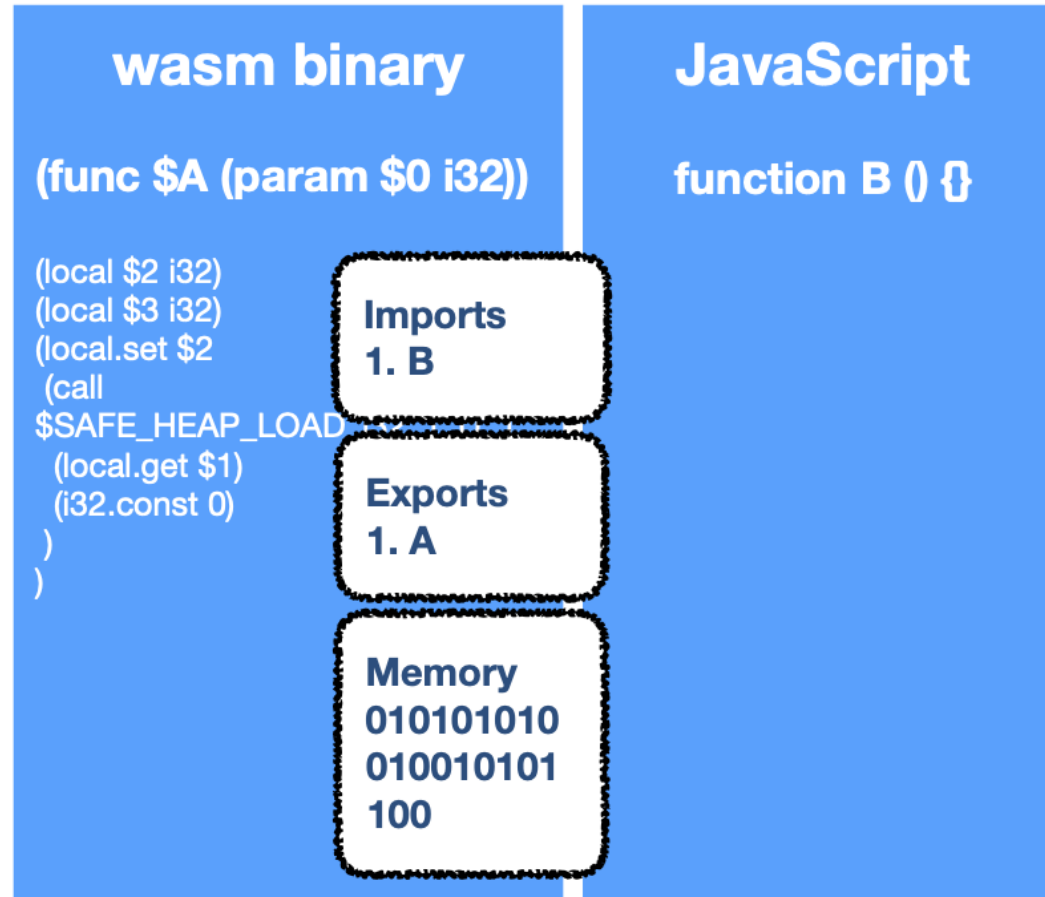 wasm binary
(func $A (param $0 i32))
(local $2 i32)
(local $3 i32)
(local.set $2
(call
$SAFE_HEAP_LOAD
(local.get $1)
(i32.const 0)
)
)
Imports
1. B
Exports
1. A
Memory
010101010
010010101
100
JavaScript
function B () {}